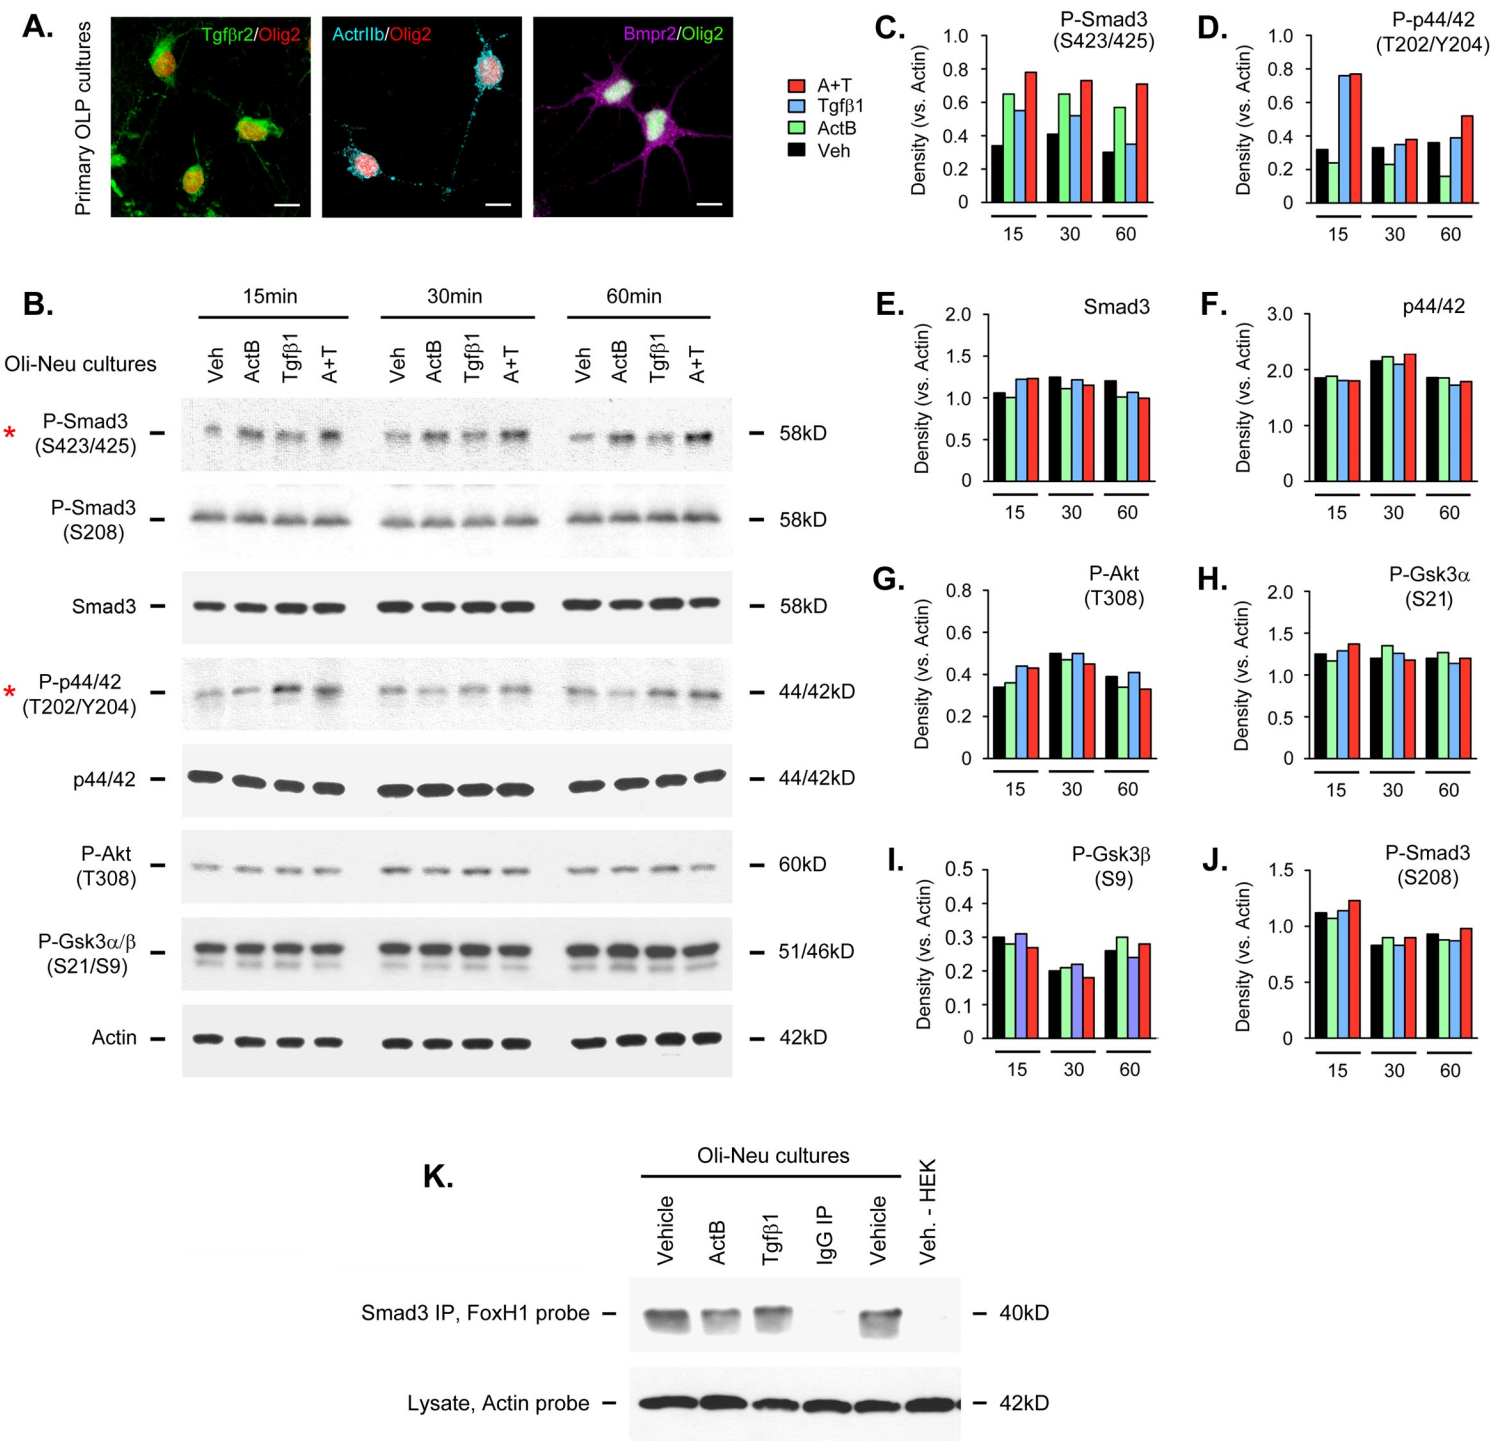 A.
Primary OLP cultures
Tgfβr2/Olig2
ActrIIb/Olig2
Bmpr2/Olig2
B.
15min
30min
60min
Oli-Neu cultures
Veh
ActB
Tgfβ1
A+T
Veh
ActB
Tgfβ1
A+T
Veh
ActB
Tgfβ1
A+T
* P-Smad3
(S423/425)
58kD
P-Smad3
(S208)
58kD
Smad3
58kD
* P-p44/42
(T202/Y204)
44/42kD
p44/42
44/42kD
P-Akt
(T308)
60kD
P-Gsk3α/β
(S21/S9)
51/46kD
Actin
42kD
A+T
Tgfβ1
ActB
Veh
C.
P-Smad3
(S423/425)
Density (vs. Actin)
1.0
0.8
0.6
0.4
0.2
0
15
30
60
D.
P-p44/42
(T202/Y204)
Density (vs. Actin)
1.0
0.8
0.6
0.4
0.2
0
15
30
60
E.
Smad3
Density (vs. Actin)
2.0
1.5
1.0
0.5
0
15
30
60
F.
p44/42
Density (vs. Actin)
3.0
2.0
1.0
0
15
30
60
G.
P-Akt
(T308)
Density (vs. Actin)
0.8
0.6
0.4
0.2
0
15
30
60
H.
P-Gsk3α
(S21)
Density (vs. Actin)
2.0
1.5
1.0
0.5
0
15
30
60
I.
P-Gsk3β
(S9)
Density (vs. Actin)
0.5
0.4
0.3
0.2
0.1
0
15
30
60
J.
P-Smad3
(S208)
Density (vs. Actin)
1.5
1.0
0.5
0
15
30
60
K.
Oli-Neu cultures
Vehicle
ActB
Tgfβ1
IgG IP
Vehicle
Veh. - HEK
Smad3 IP, FoxH1 probe
40kD
Lysate, Actin probe
42kD